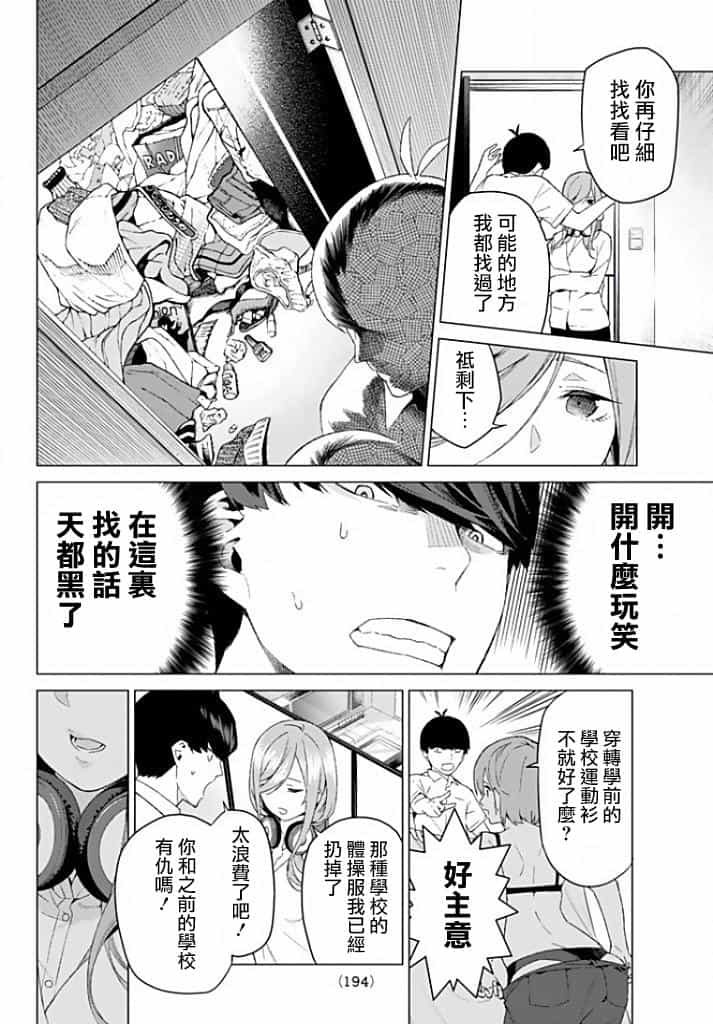 你再仔細
找找看吧
可能的地方
我都找過了
祇剩下…
RAD
開…
開什麼玩笑
在這裏
找的話
天都黑了
穿轉學前的
學校運動衫
不就好了麼？
好主意
那種學校的
體操服我已經
扔掉了
太浪費了吧！
你和之前的學校
有仇嗎！
（194）